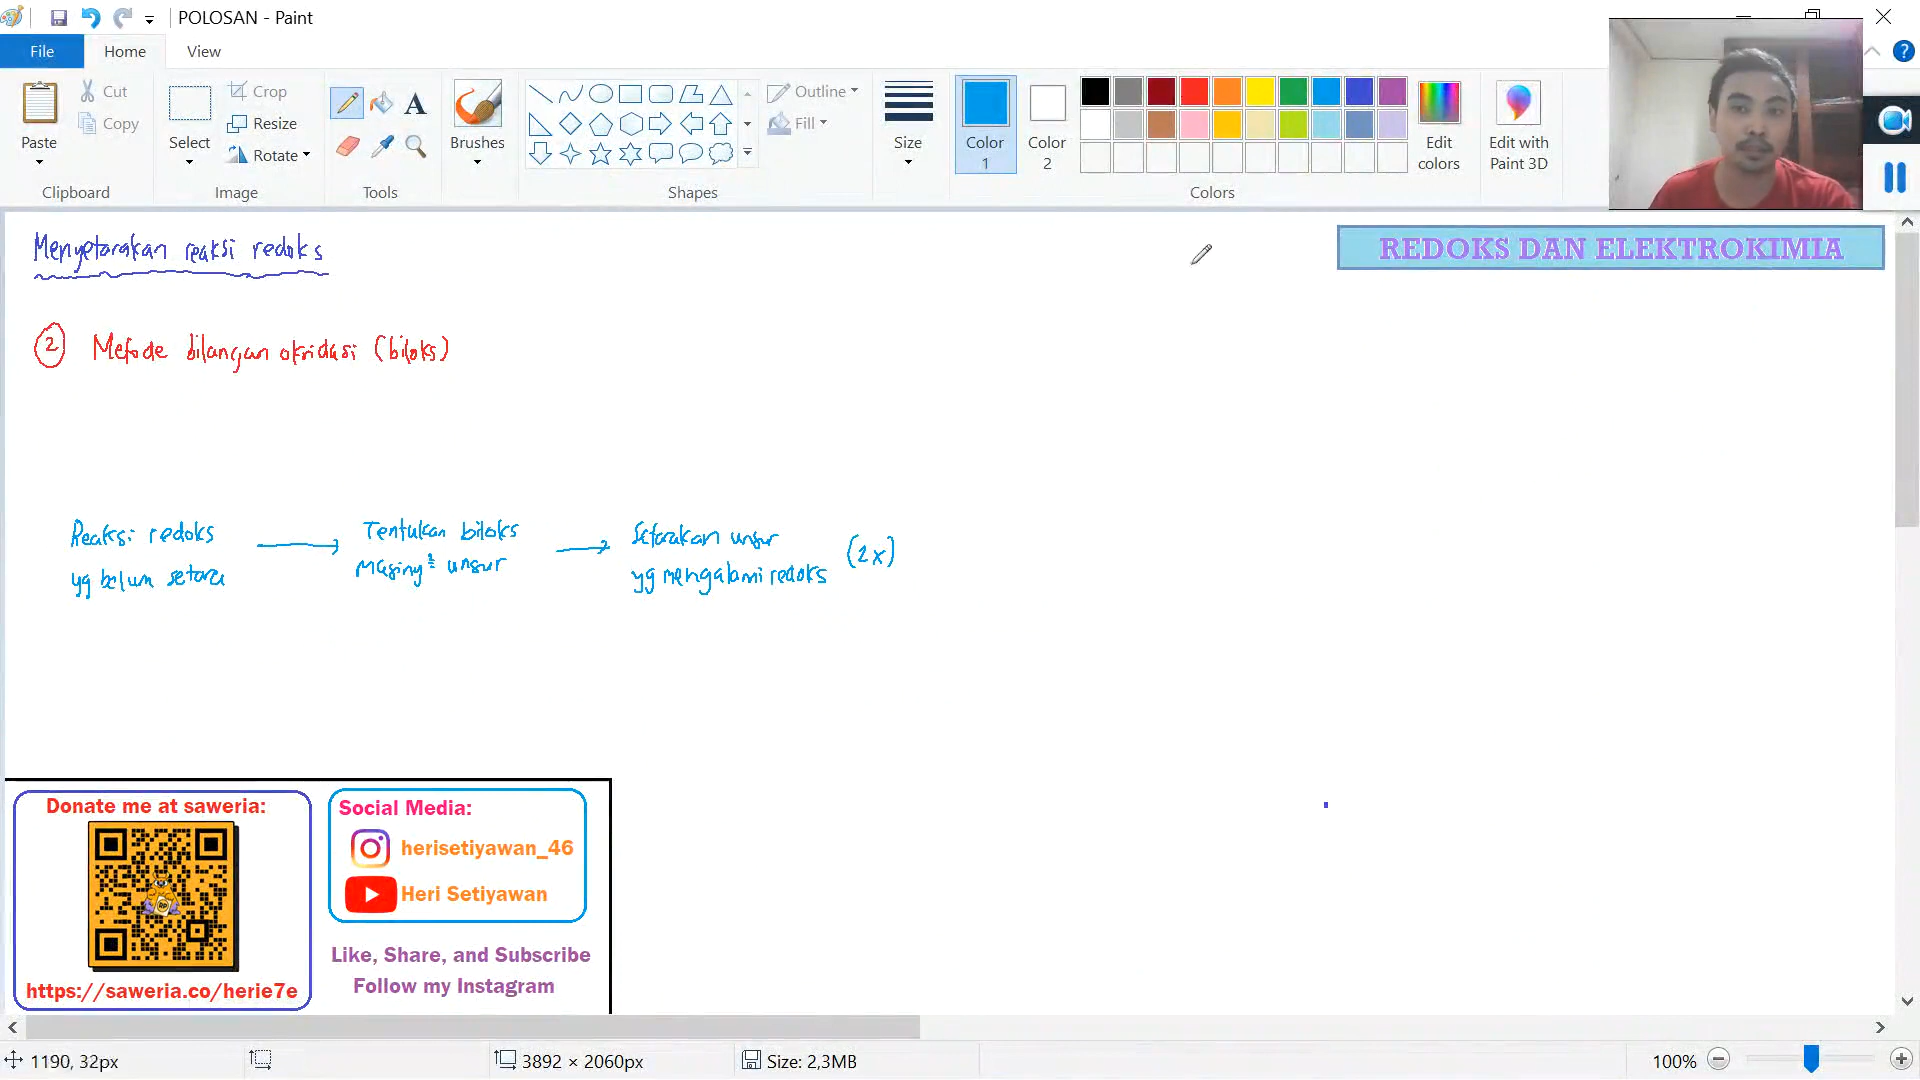 POLOSAN - Paint
File
Home
View
Paste
Cut
Copy
Clipboard
Select
Crop
Resize
Rotate
Image
Tools
Brushes
Shapes
Outline
Fill
Size
Color
1
Color
2
Colors
Edit
colors
Edit with
Paint 3D
Menyetarakan reaksi redoks
REDOKS DAN ELEKTROKIMIA
2 Metode bilangan oksidasi (biloks)
Reaksi redoks
yg belum setara
Tentukan biloks
masing² unsur
Setarakan unsur
yg mengalami redoks
(2x)
Donate me at saweria:
https://saweria.co/herie7e
Social Media:
herisetiyawan_46
Heri Setiyawan
Like, Share, and Subscribe
Follow my Instagram
1190, 32px
3892 × 2060px
Size: 2,3MB
100%